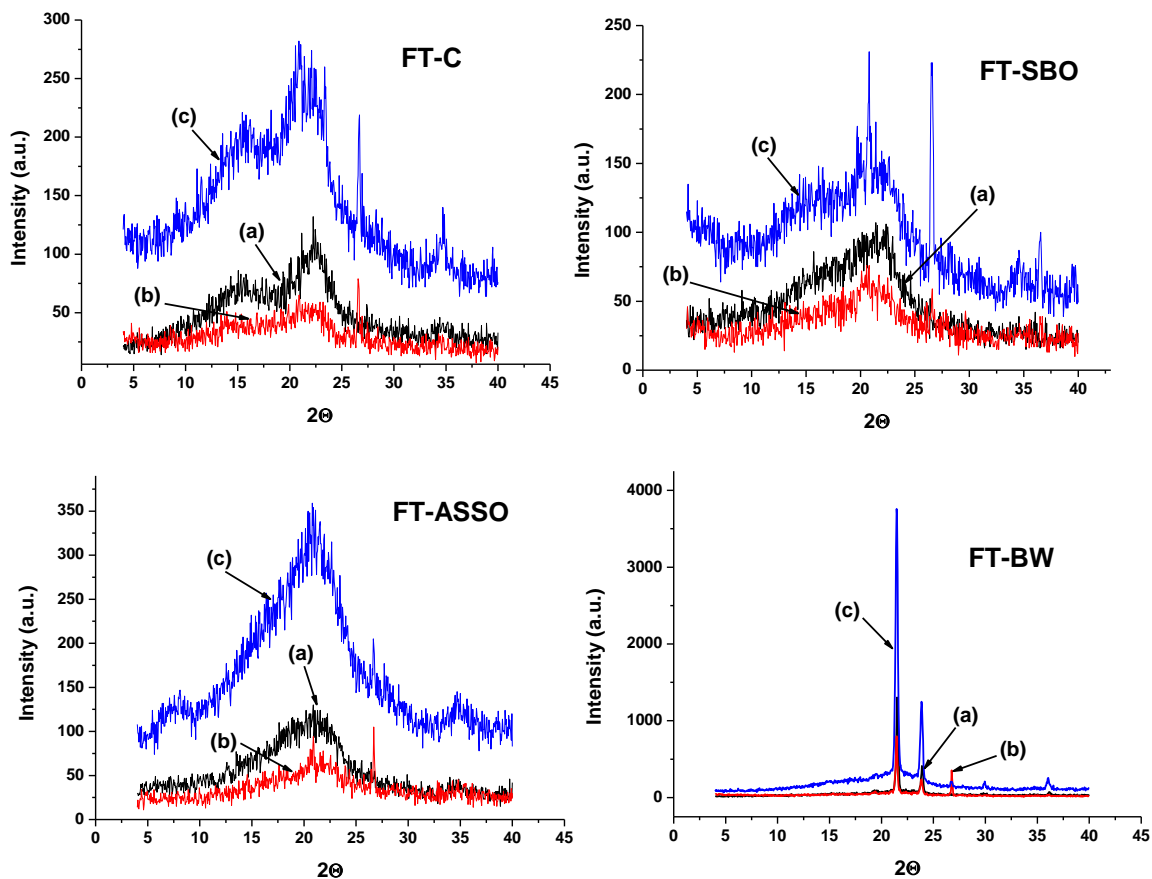 FT-C
(c)
(a)
(b)
Intensity (a.u.)
300
250
200
150
100
50
0 5 10 15 20 25 30 35 40 45
2Θ
FT-SBO
(c)
(a)
(b)
Intensity (a.u.)
250
200
150
100
50
0
0 5 10 15 20 25 30 35 40
2Θ
FT-ASSO
(c)
(a)
(b)
Intensity (a.u.)
350
300
250
200
150
100
50
0
0 5 10 15 20 25 30 35 40 45
2Θ
FT-BW
(c)
(a)
(b)
Intensity (a.u.)
4000
3000
2000
1000
0
0 5 10 15 20 25 30 35 40 45
2Θ